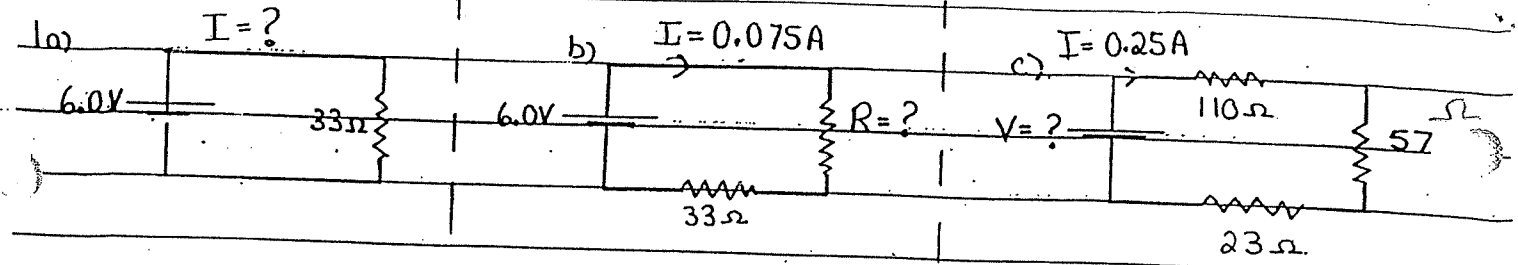 1a) I = ?
6.0V
33Ω
b) I = 0.075A
6.0V
R = ?
33Ω
c) I = 0.25A
110Ω
V = ?
57 Ω
23Ω.